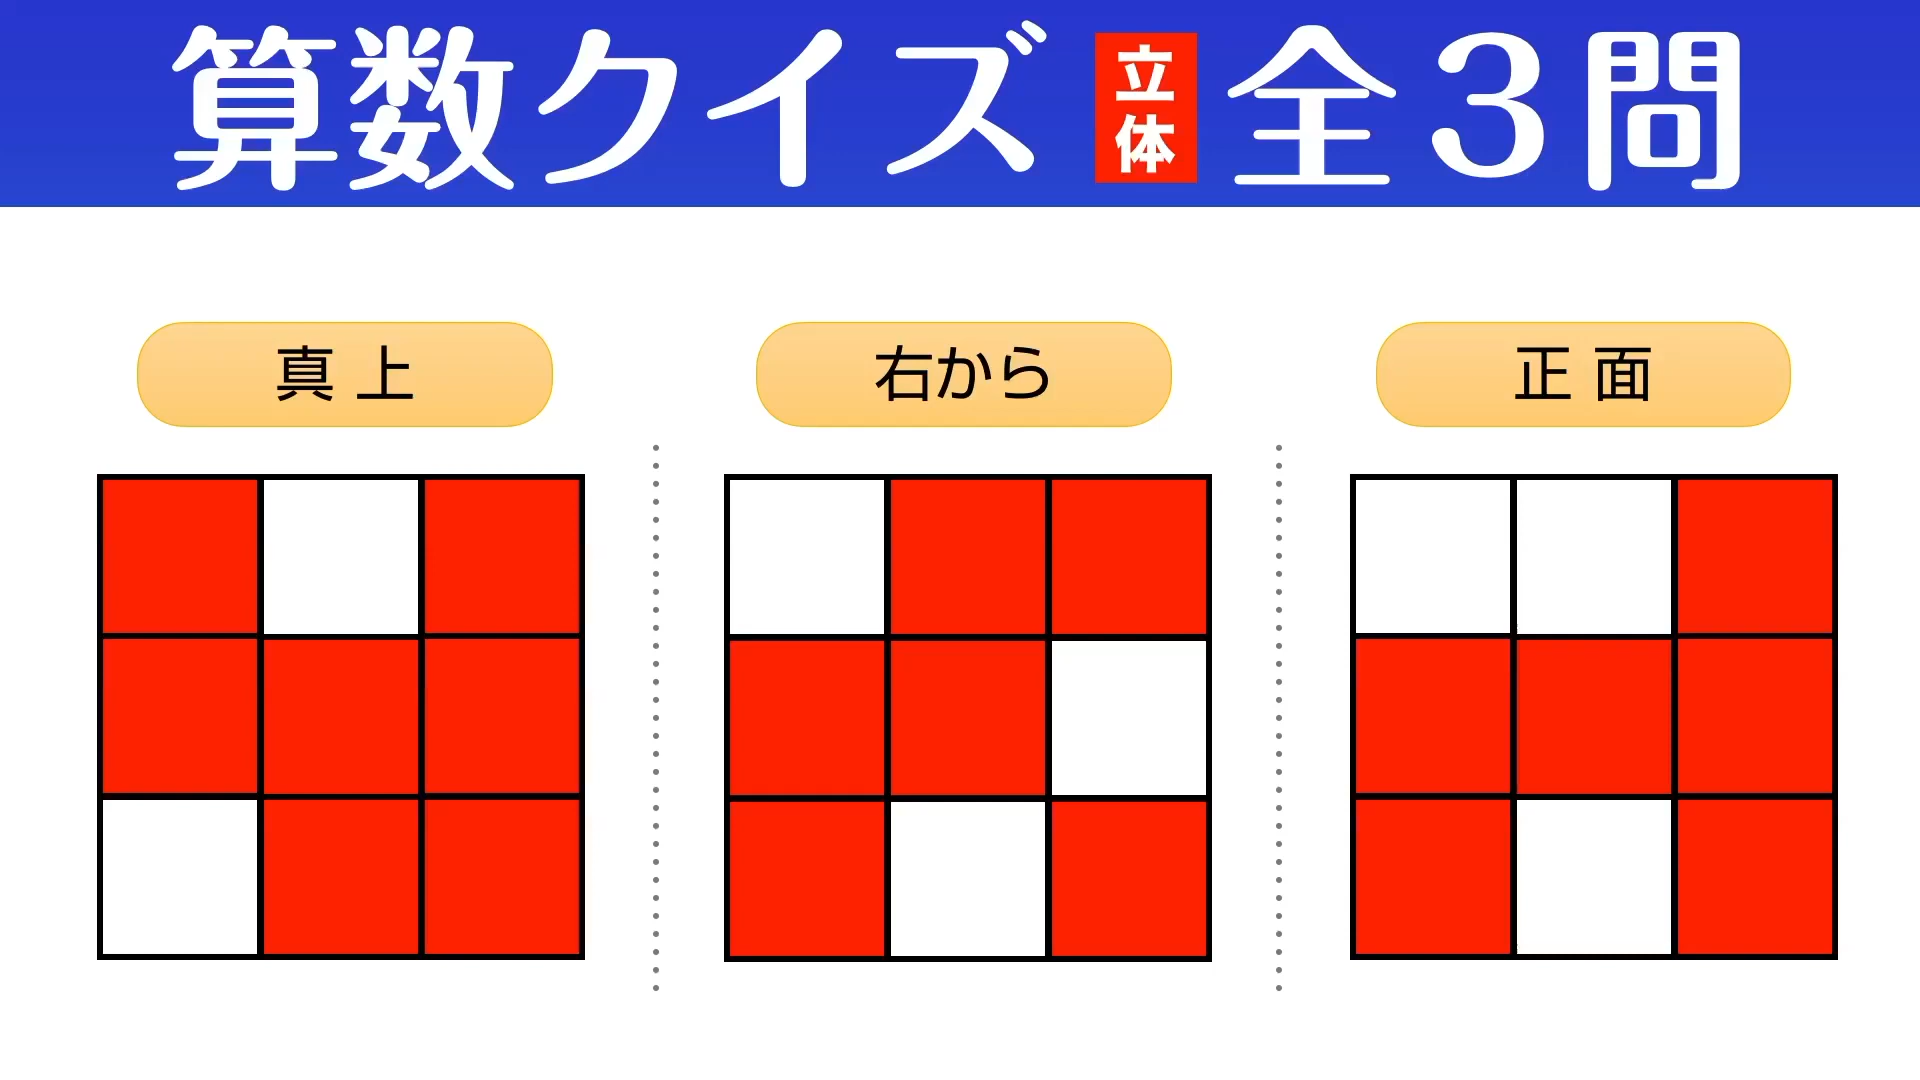 算数クイズ 立体 全3問
真上
右から
正面